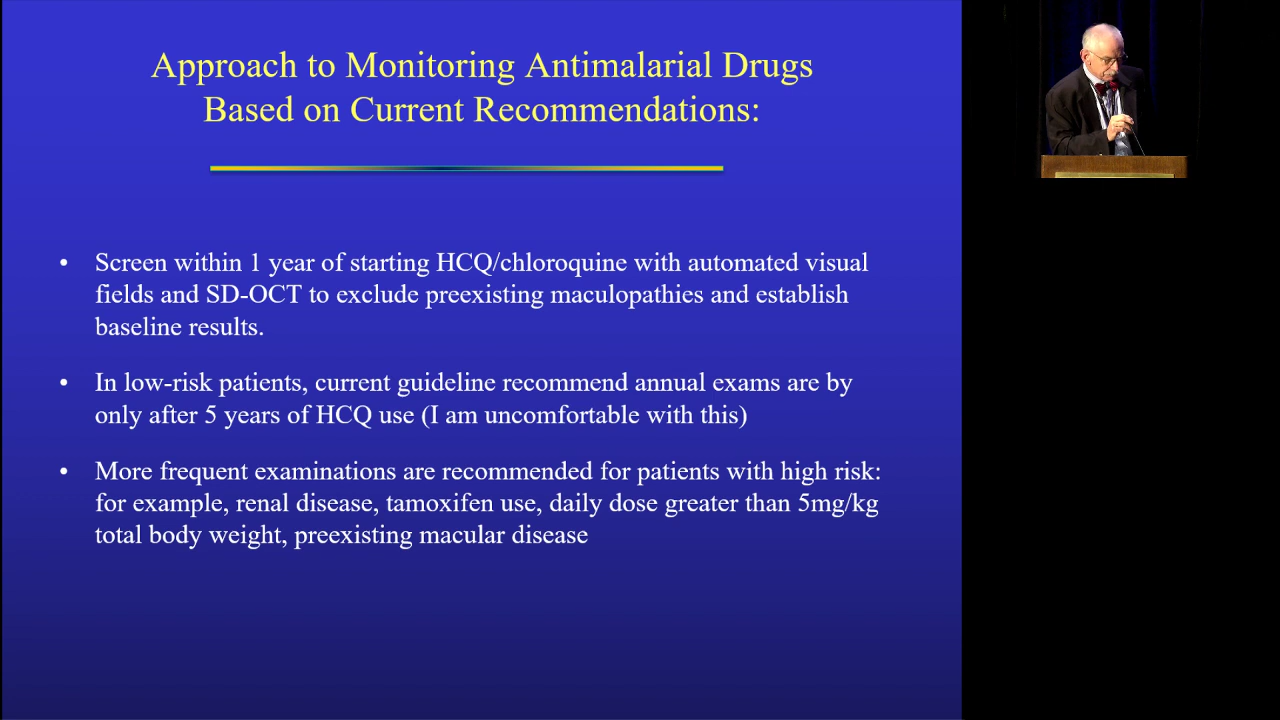 Approach to Monitoring Antimalarial Drugs
Based on Current Recommendations:
• Screen within 1 year of starting HCQ/chloroquine with automated visual
fields and SD-OCT to exclude preexisting maculopathies and establish
baseline results.
• In low-risk patients, current guideline recommend annual exams are by
only after 5 years of HCQ use (I am uncomfortable with this)
• More frequent examinations are recommended for patients with high risk:
for example, renal disease, tamoxifen use, daily dose greater than 5mg/kg
total body weight, preexisting macular disease